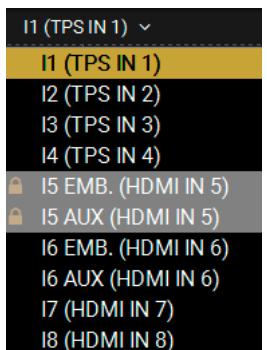 I1 (TPS IN 1)
I1 (TPS IN 1)
I2 (TPS IN 2)
I3 (TPS IN 3)
I4 (TPS IN 4)
I5 EMB. (HDMI IN 5)
I5 AUX (HDMI IN 5)
I6 EMB. (HDMI IN 6)
I6 AUX (HDMI IN 6)
I7 (HDMI IN 7)
I8 (HDMI IN 8)